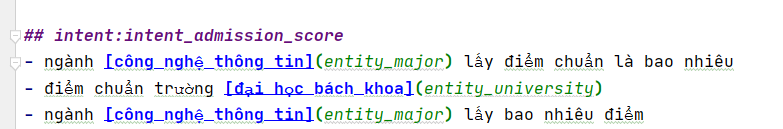 ## intent:intent_admission_score
- ngành [công_nghệ_thông_tin](entity_major) lấy điểm chuẩn là bao nhiêu
- điểm chuẩn trường [đại_học_bách_khoa](entity_university)
- ngành [công_nghệ_thông_tin](entity_major) lấy bao nhiêu điểm